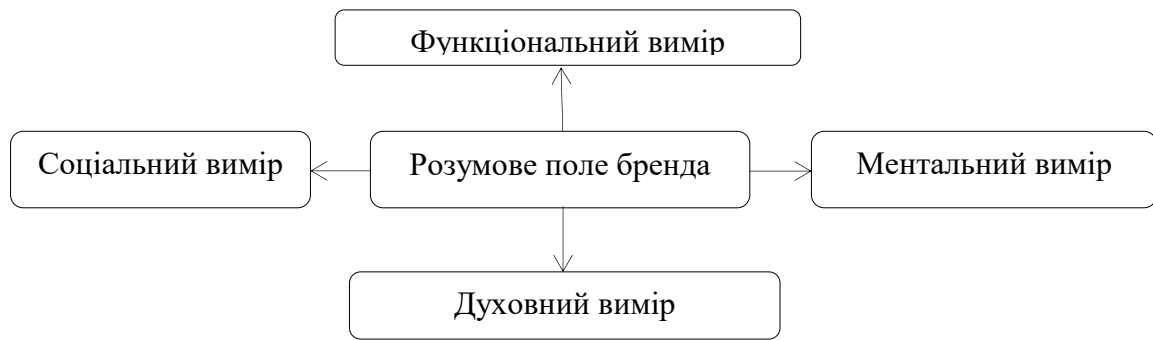 Функціональний вимір
Соціальний вимір
Розумове поле бренда
Ментальний вимір
Духовний вимір